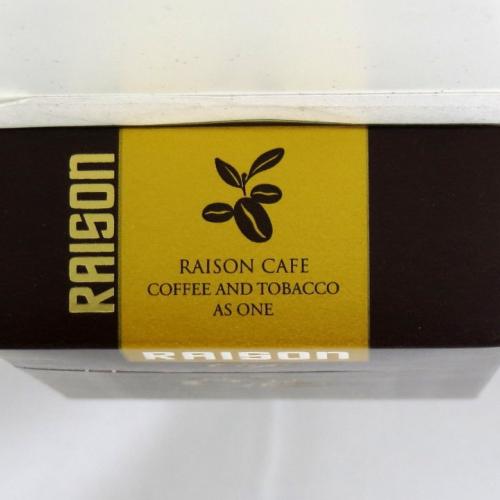 RAISON
RAISON CAFE
COFFEE AND TOBACCO
AS ONE
RAISON